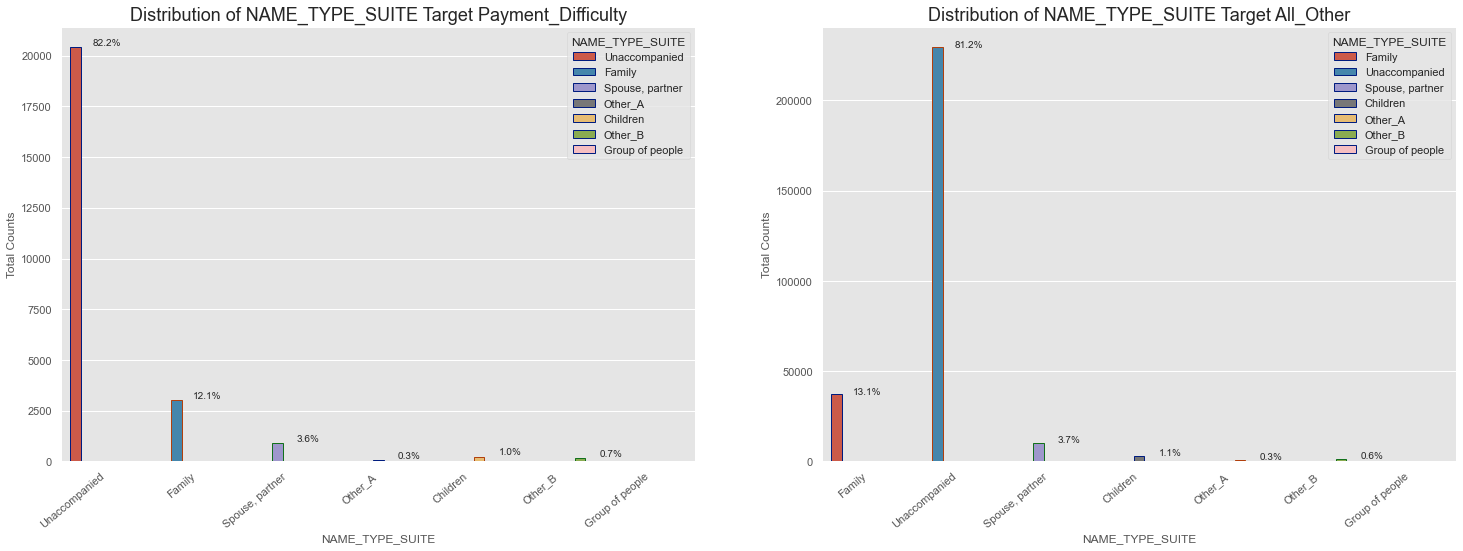 Distribution of NAME_TYPE_SUITE Target Payment_Difficulty
Total Counts
20000
17500
15000
12500
10000
7500
5000
2500
0
82.2%
12.1%
3.6%
0.3%
1.0%
0.7%
NAME_TYPE_SUITE
Unaccompanied
Family
Spouse, partner
Other_A
Children
Other_B
Group of people
Unaccompanied
Family
Spouse, partner
Other_A
Children
Other_B
Group of people
NAME_TYPE_SUITE
Distribution of NAME_TYPE_SUITE Target All_Other
Total Counts
200000
150000
100000
50000
0
13.1%
81.2%
3.7%
1.1%
0.3%
0.6%
NAME_TYPE_SUITE
Family
Unaccompanied
Spouse, partner
Children
Other_A
Other_B
Group of people
Family
Unaccompanied
Spouse, partner
Children
Other_A
Other_B
Group of people
NAME_TYPE_SUITE